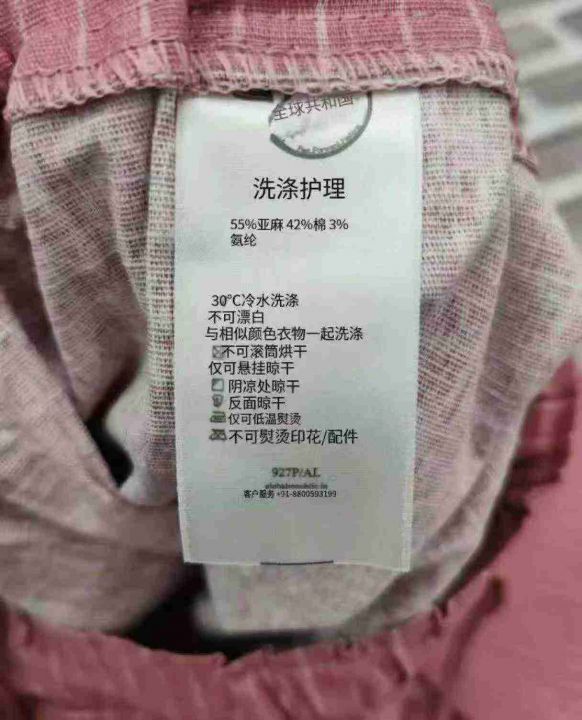 全球共和国
洗涤护理
55%亚麻 42%棉 3%
氨纶
30℃冷水洗涤
不可漂白
与相似颜色衣物一起洗涤
不可滚筒烘干
仅可悬挂晾干
阴凉处晾干
反面晾干
仅可低温熨烫
不可熨烫印花/配件
927P/AL
客户服务 +91-8800593199